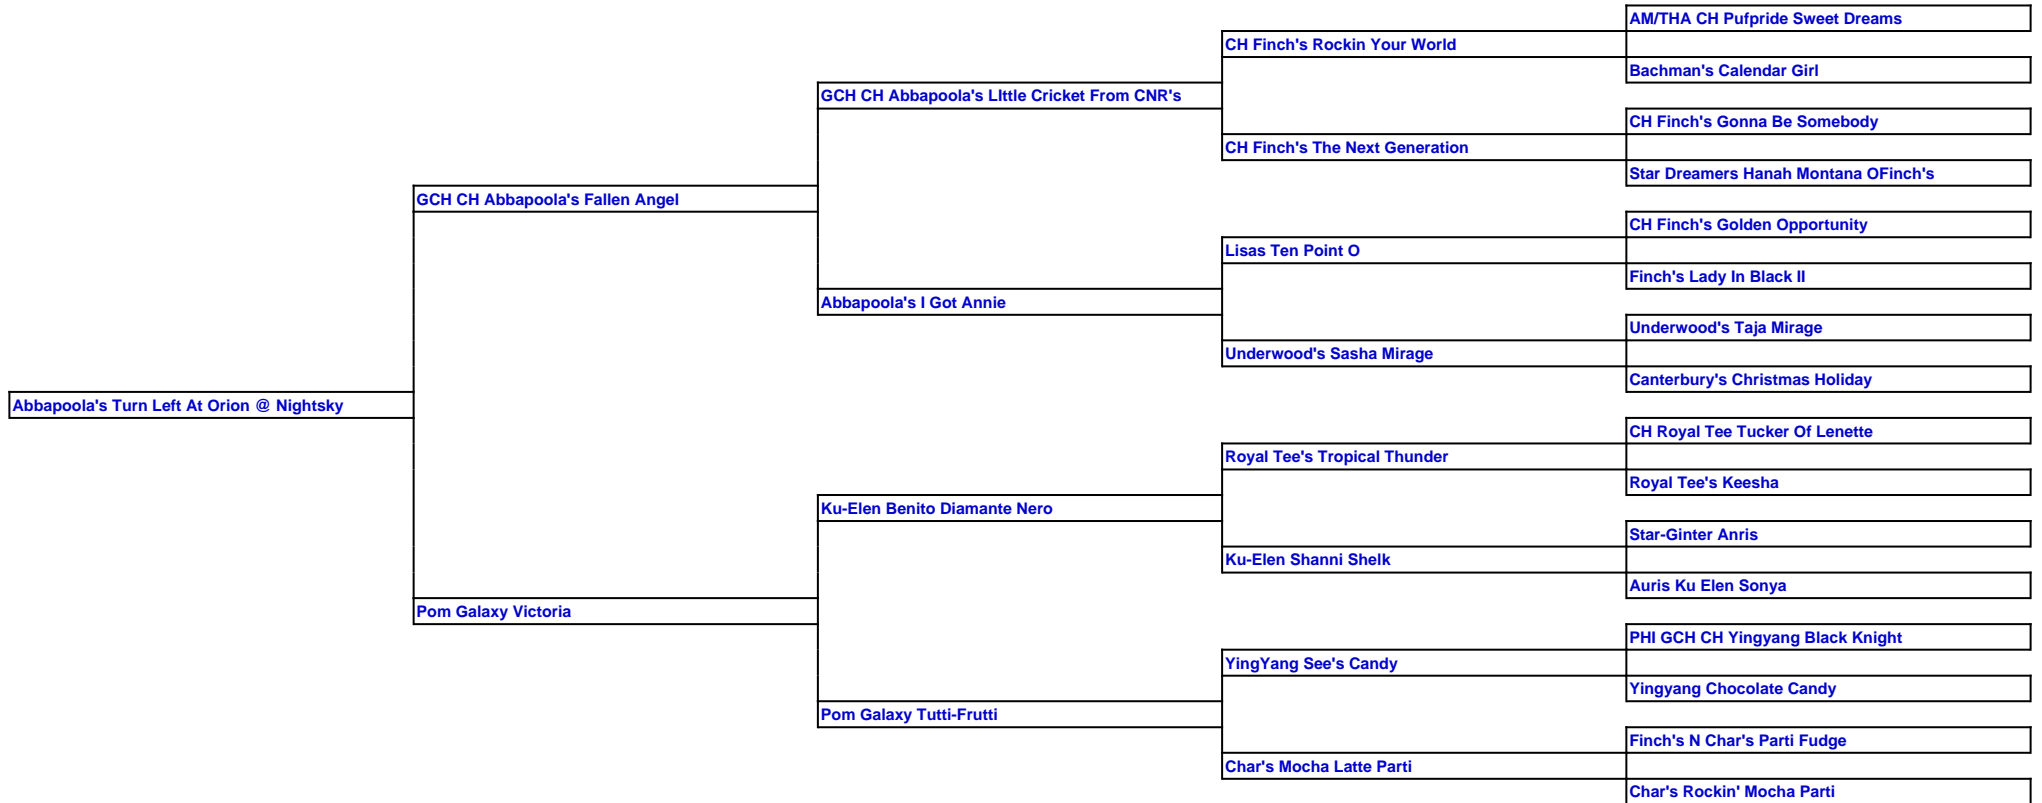 AM/THA CH Pufpride Sweet Dreams
CH Finch's Rockin Your World
Bachman's Calendar Girl
GCH CH Abbapoola's LIttle Cricket From CNR's
CH Finch's Gonna Be Somebody
CH Finch's The Next Generation
Star Dreamers Hanah Montana OFinch's
GCH CH Abbapoola's Fallen Angel
CH Finch's Golden Opportunity
Lisas Ten Point O
Finch's Lady In Black II
Abbapoola's I Got Annie
Underwood's Taja Mirage
Underwood's Sasha Mirage
Canterbury's Christmas Holiday
Abbapoola's Turn Left At Orion @ Nightsky
CH Royal Tee Tucker Of Lenette
Royal Tee's Tropical Thunder
Royal Tee's Keesha
Ku-Elen Benito Diamante Nero
Star-Ginter Anris
Ku-Elen Shanni Shelk
Auris Ku Elen Sonya
Pom Galaxy Victoria
PHI GCH CH Yingyang Black Knight
YingYang See's Candy
Yingyang Chocolate Candy
Pom Galaxy Tutti-Frutti
Finch's N Char's Parti Fudge
Char's Mocha Latte Parti
Char's Rockin' Mocha Parti